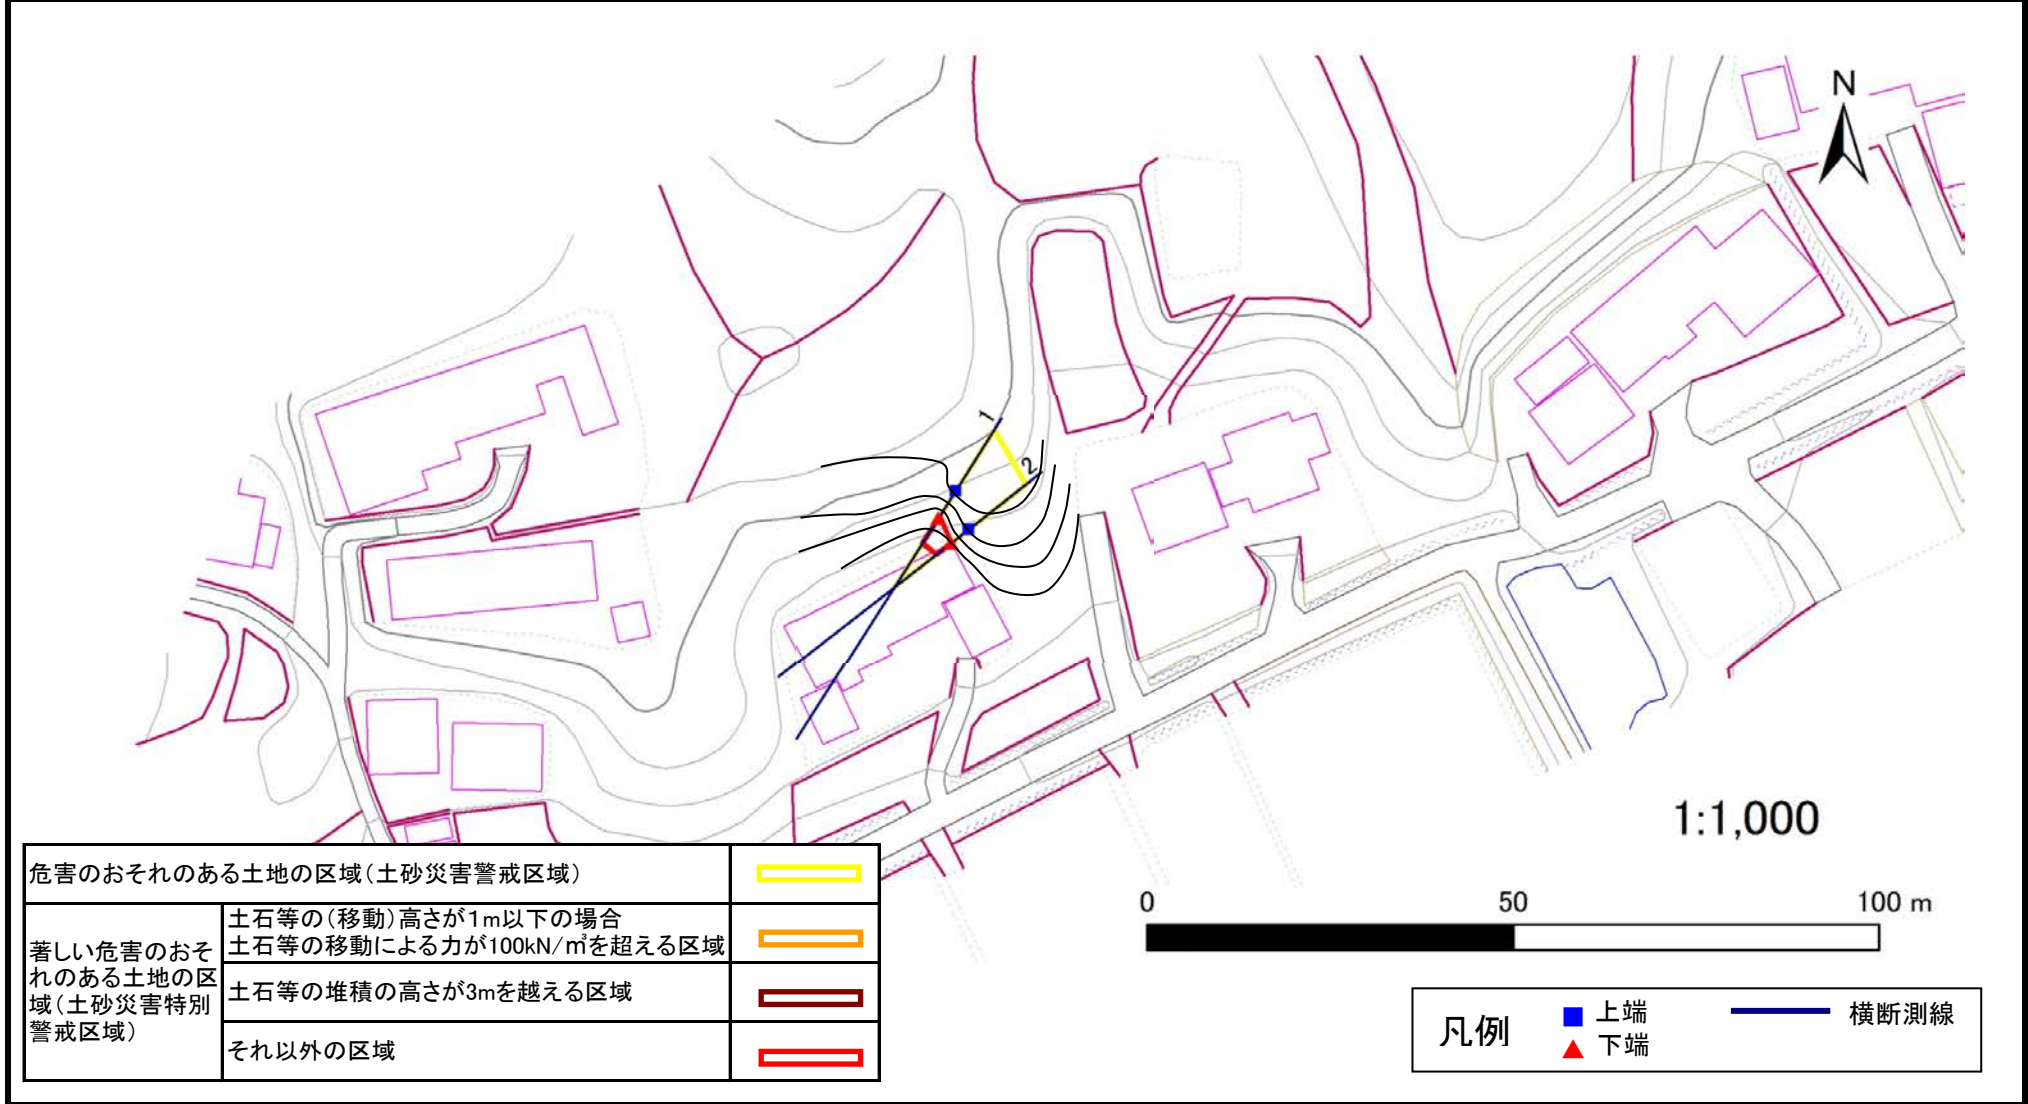 N
1
2
1:1,000
0 50 100 m
危害のおそれのある土地の区域(土砂災害警戒区域)
著しい危害のおそ
れのある土地の区
域(土砂災害特別
警戒区域)
土石等の(移動)高さが1m以下の場合
土石等の移動による力が100kN/㎡を超える区域
土石等の堆積の高さが3mを越える区域
それ以外の区域
凡例
上端
下端
横断測線